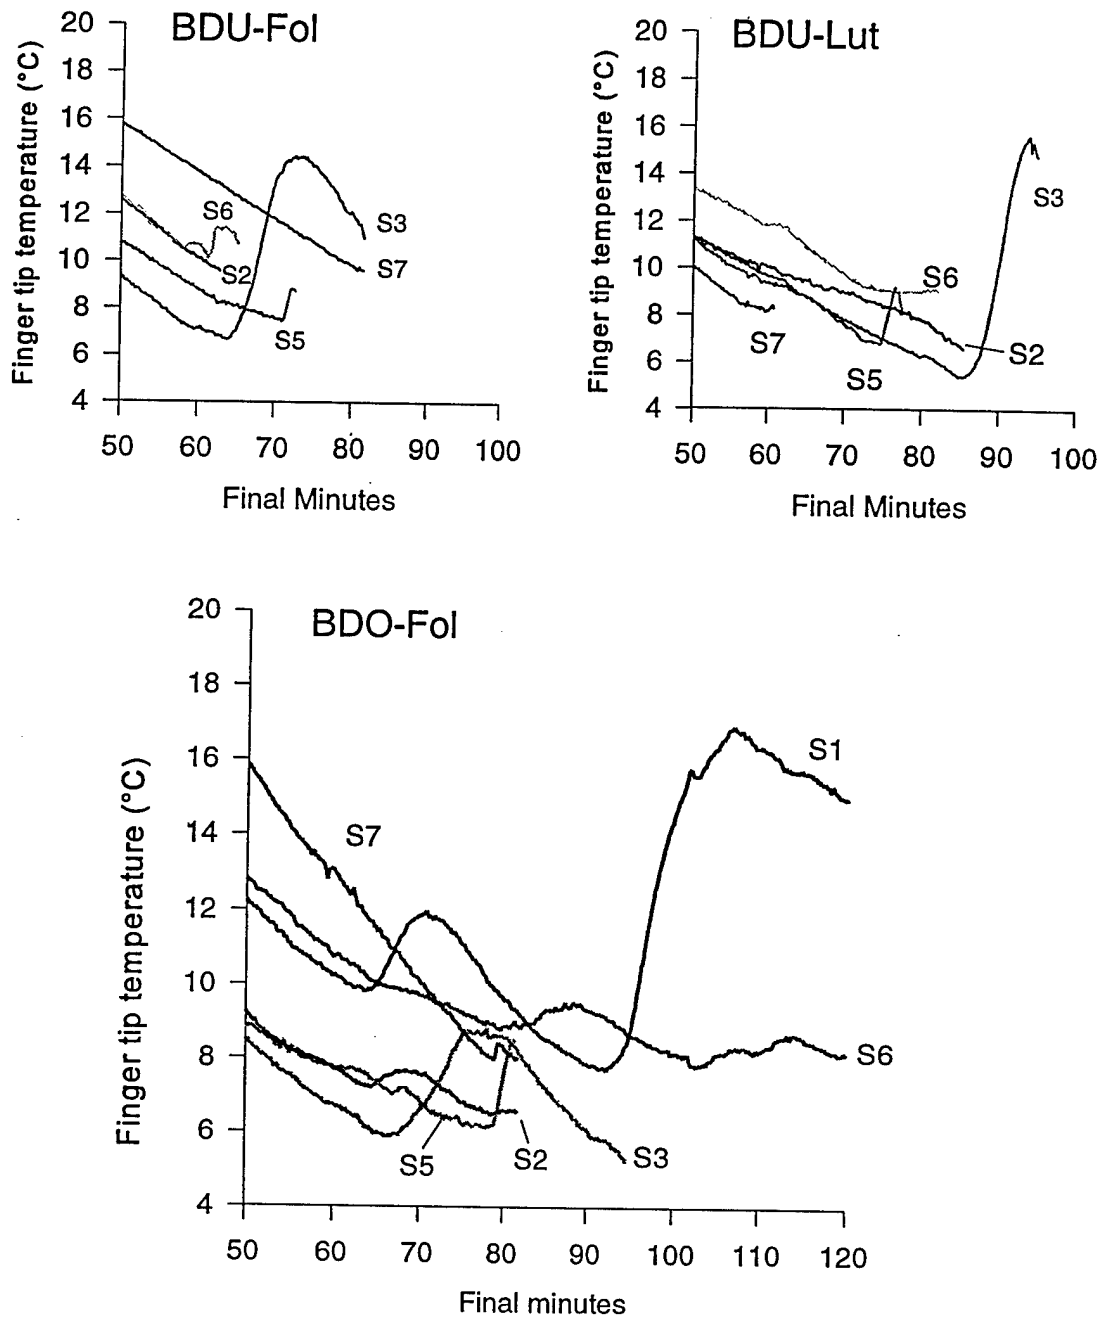 BDU-Fol
Finger tip temperature (°C)
20
18
16
14
12
10
8
6
4
S6
S2
S5
S3
S7
50 60 70 80 90 100
Final Minutes
BDU-Lut
Finger tip temperature (°C)
20
18
16
14
12
10
8
6
4
S3
S6
S7
S2
S5
50 60 70 80 90 100
Final Minutes
BDO-Fol
Finger tip temperature (°C)
20
18
16
14
12
10
8
6
4
S1
S7
S6
S5 S2 S3
50 60 70 80 90 100 110 120
Final minutes